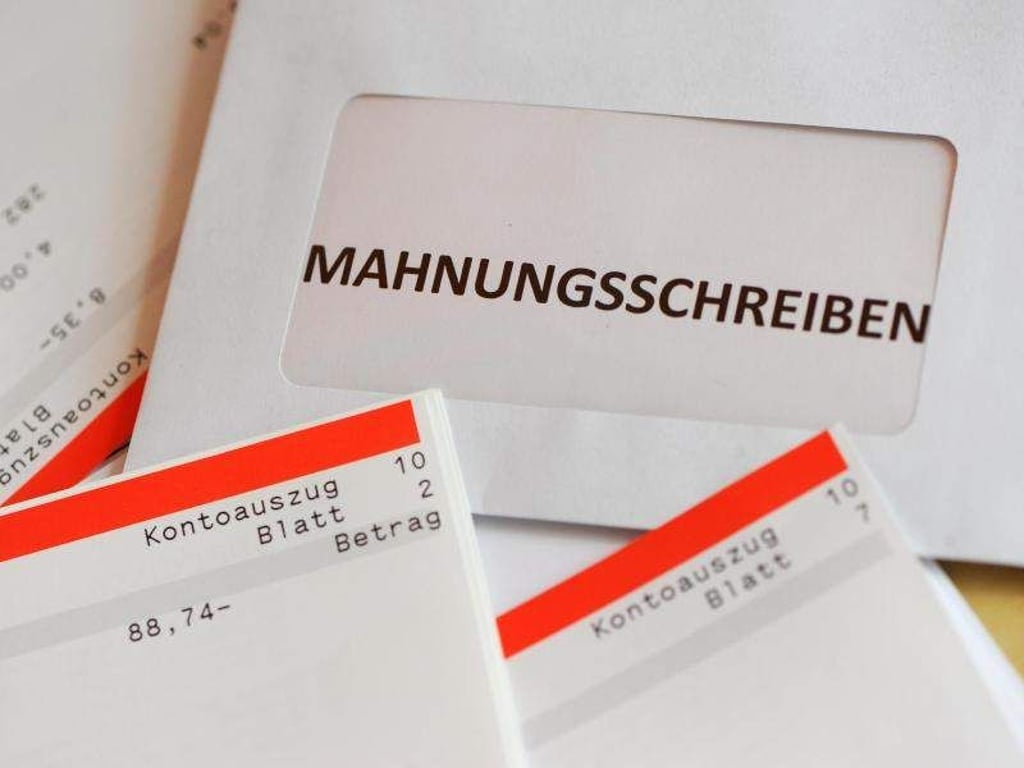 MAHNUNGSSCHREIBEN
282
4,00
8,35-
Kontoauszug
Blatt
Kontoauszug 10
Blatt 2
Betrag
88,74-
Kontoauszug 10
Blatt 7